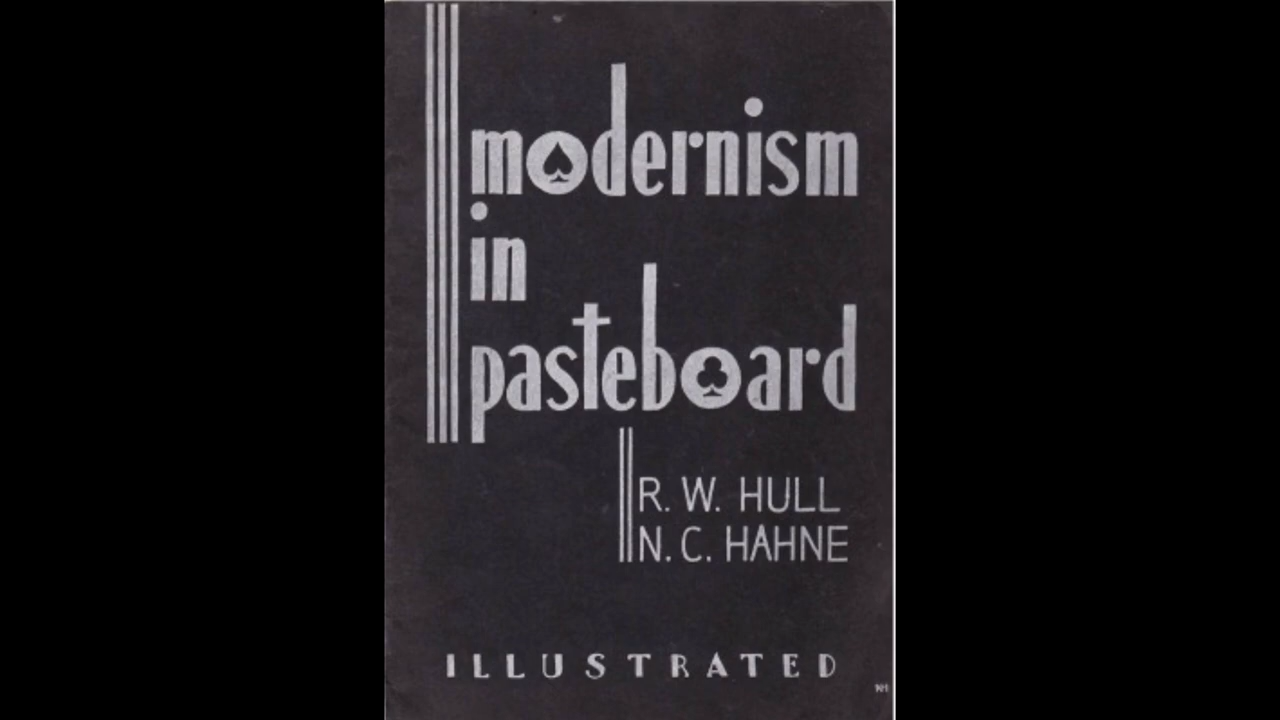 modernism
in
pasteboard
R. W. HULL
N. C. HAHNE
ILLUSTRATED